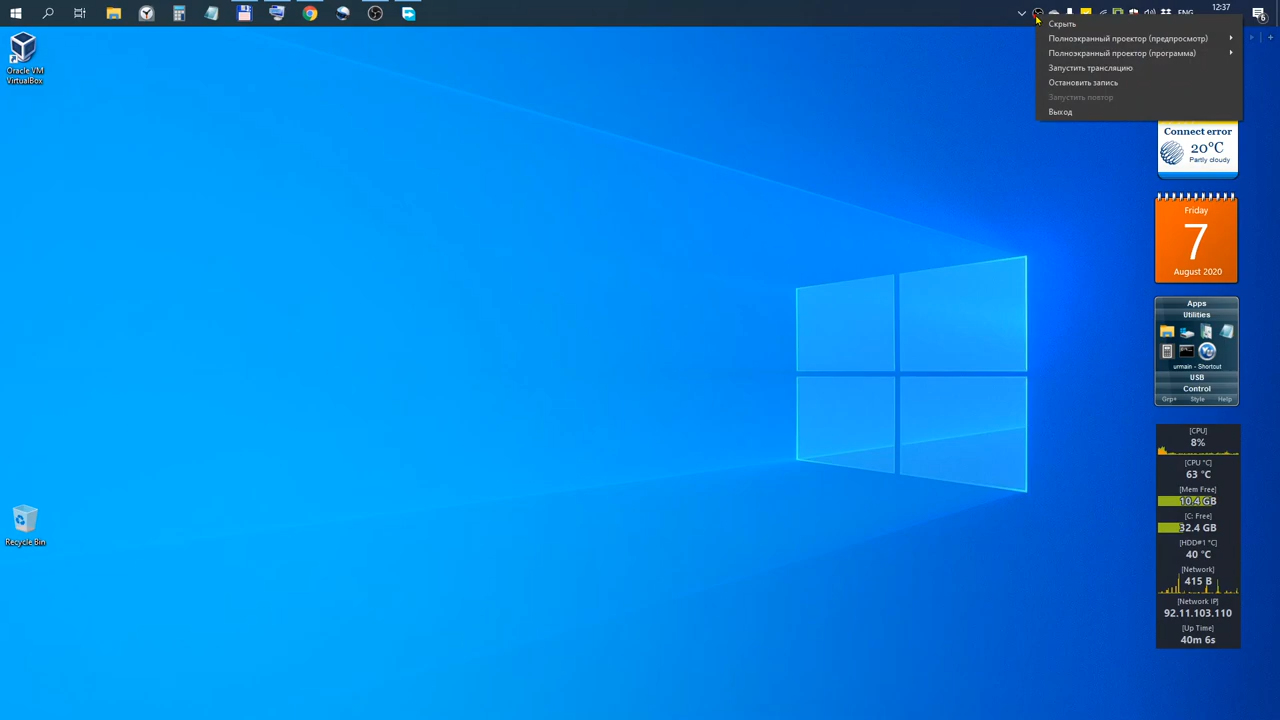 12:37
ENG
6
Oracle VM
VirtualBox
Скрыть
Полноэкранный проектор (предпросмотр)
Полноэкранный проектор (программа)
Запустить трансляцию
Остановить запись
Запустить повтор
Выход
Connect error
20°C
Partly cloudy
Friday
7
August 2020
Apps
Utilities
urmain - Shortcut
USB
Control
Grp+ Style Help
[CPU]
8%
[CPU °C]
63 °C
[Mem Free]
10.4 GB
[C: Free]
32.4 GB
[HDD#1 °C]
40 °C
[Network]
415 B
[Network IP]
92.11.103.110
[Up Time]
40m 6s
Recycle Bin